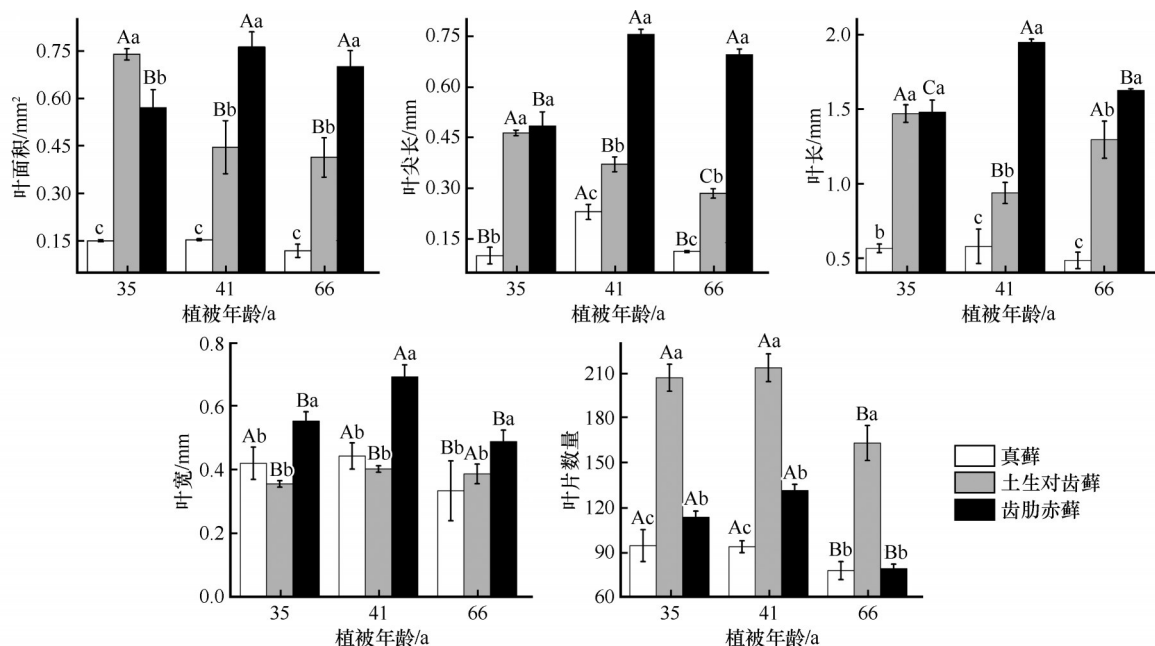 叶面积/mm²
0.75
0.60
0.45
0.30
0.15
c
Aa
Bb
c
Bb
Aa
c
Bb
Aa
35
41
66
植被年龄/a
叶尖长/mm
0.75
0.60
0.45
0.30
0.15
Bb
Aa
Ba
Ac
Bb
Aa
Bc
Cb
Aa
35
41
66
植被年龄/a
叶长/mm
2.0
1.5
1.0
0.5
b
Aa
Ca
c
Bb
Aa
c
Ab
Ba
35
41
66
植被年龄/a
叶宽/mm
0.8
0.6
0.4
0.2
0.0
Ab
Bb
Ba
Ab
Bb
Aa
Bb
Ab
Ba
35
41
66
植被年龄/a
叶片数量
210
180
150
120
90
60
Ac
Aa
Ab
Ac
Aa
Ab
Bb
Ba
Bb
35
41
66
植被年龄/a
真藓
土生对齿藓
齿肋赤藓